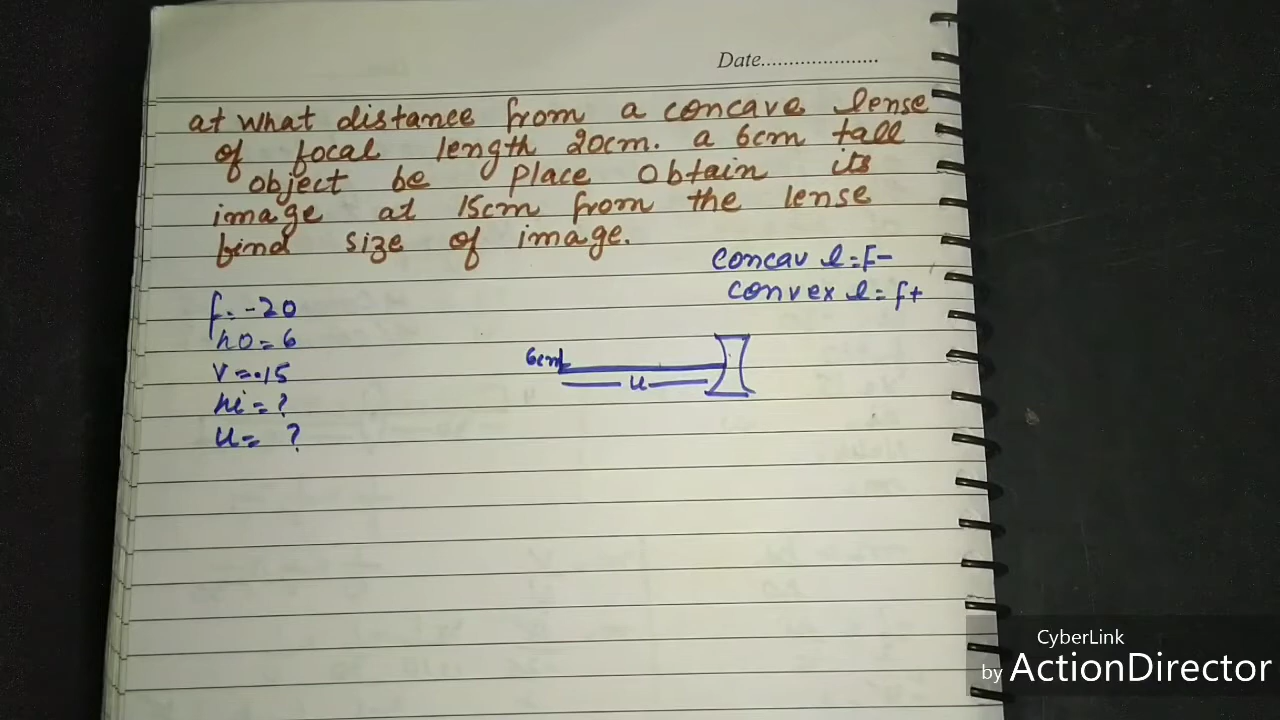 Date.....................
at what distance from a concave lense
of focal length 20cm. a 6cm tall
object be place obtain its
image at 15cm from the lense
find size of image.
concav l=F-
convex l=F+
f=-20
ho=6
v=-15
hi=?
u= ?
6cm
u
CyberLink
by ActionDirector